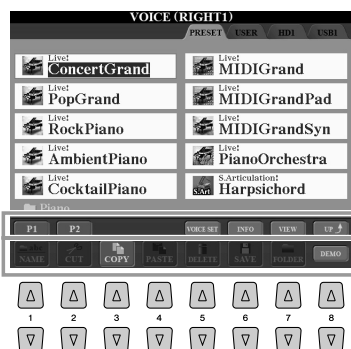 VOICE (RIGHT1)
PRESET USER HD1 USB1
Live!
ConcertGrand
Live!
MIDIGrand
Live!
PopGrand
Live!
MIDIGrandPad
Live!
RockPiano
Live!
MIDIGrandSyn
Live!
AmbientPiano
Live!
PianoOrchestra
Live!
CocktailPiano
S.Articulation!
S.Art Harpsichord
Piano
P1 P2 VOICE SET INFO VIEW UP
NAME CUT COPY PASTE DELETE SAVE FOLDER DEMO
1 2 3 4 5 6 7 8